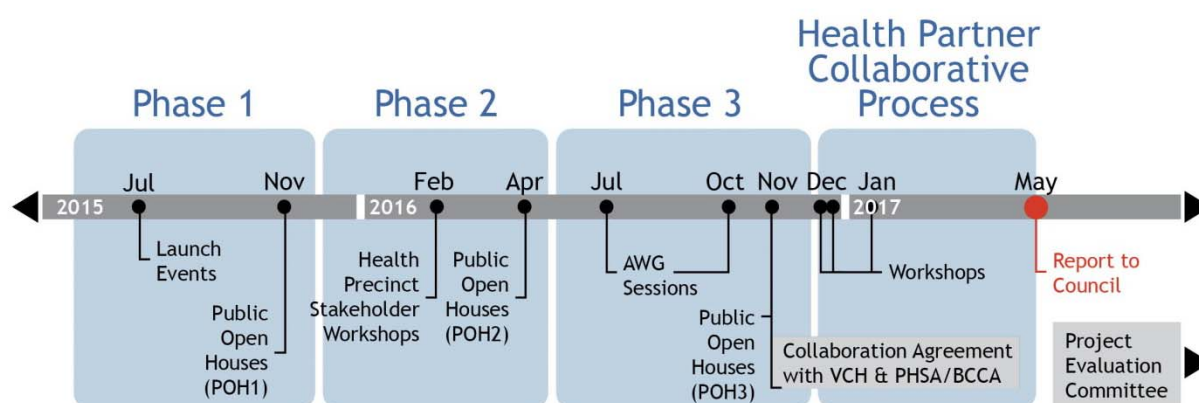 Phase 1
Phase 2
Phase 3
Health Partner
Collaborative
Process
Jul
Nov
Feb
Apr
Jul
Oct
Nov
Dec
Jan
May
2015
2016
2017
Launch
Events
Public
Open
Houses
(POH1)
Health
Precinct
Stakeholder
Workshops
Public
Open
Houses
(POH2)
AWG
Sessions
Public
Open
Houses
(POH3)
Collaboration Agreement
with VCH & PHSA/BCCA
Workshops
Report to
Council
Project
Evaluation
Committee